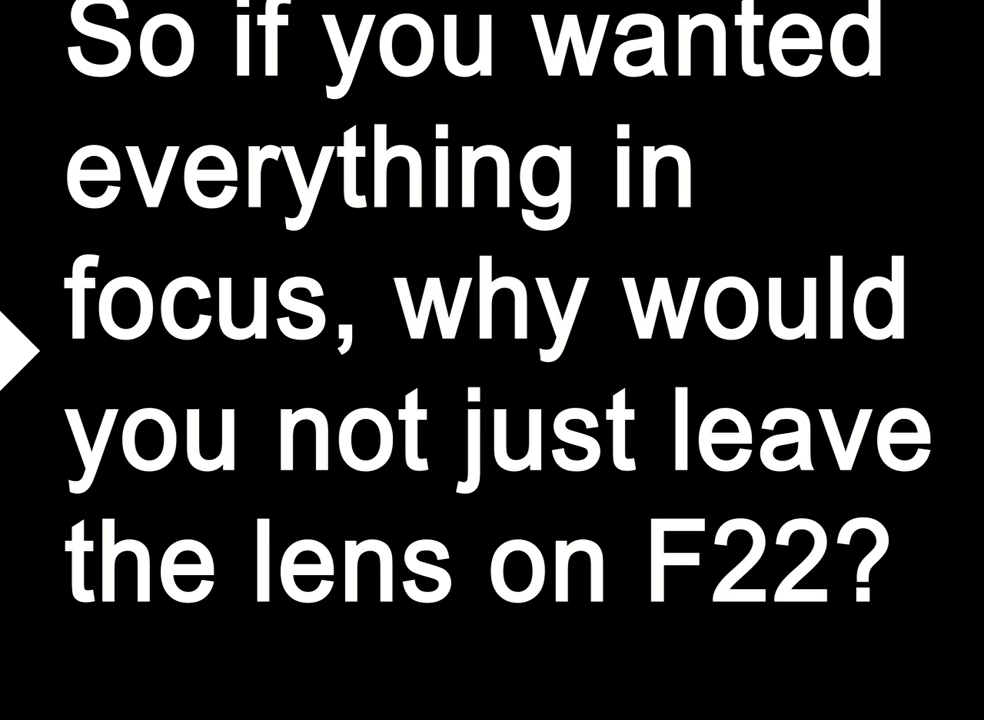 So if you wanted
everything in
focus, why would
you not just leave
the lens on F22?